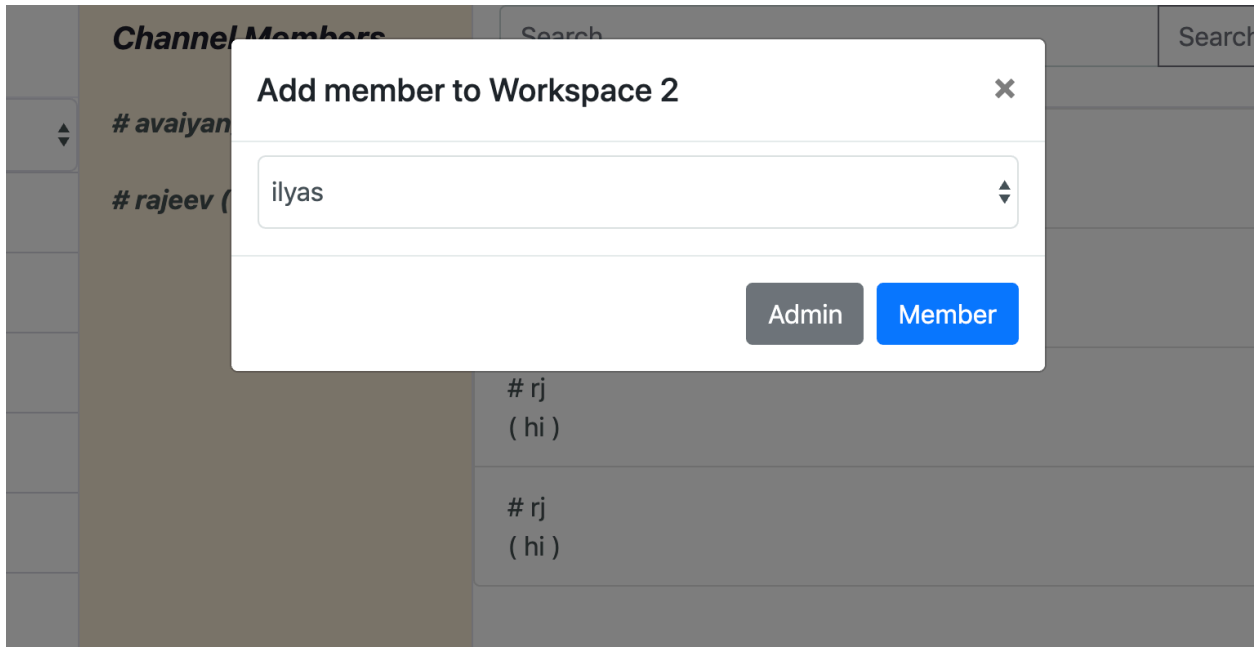 Channel Members
# avaiyan
# rajeev (
Search
Search
Add member to Workspace 2
×
ilyas
Admin
Member
# rj
( hi )
# rj
( hi )